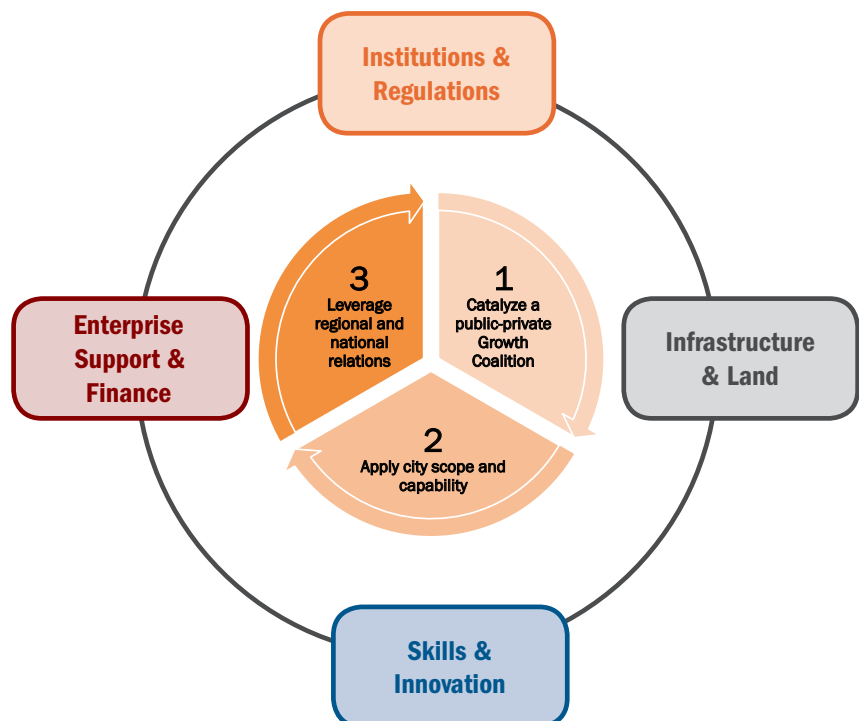 Institutions &
Regulations
3
Leverage
regional and
national
relations
1
Catalyze a
public-private
Growth
Coalition
Enterprise
Support &
Finance
Infrastructure
& Land
2
Apply city scope and
capability
Skills &
Innovation